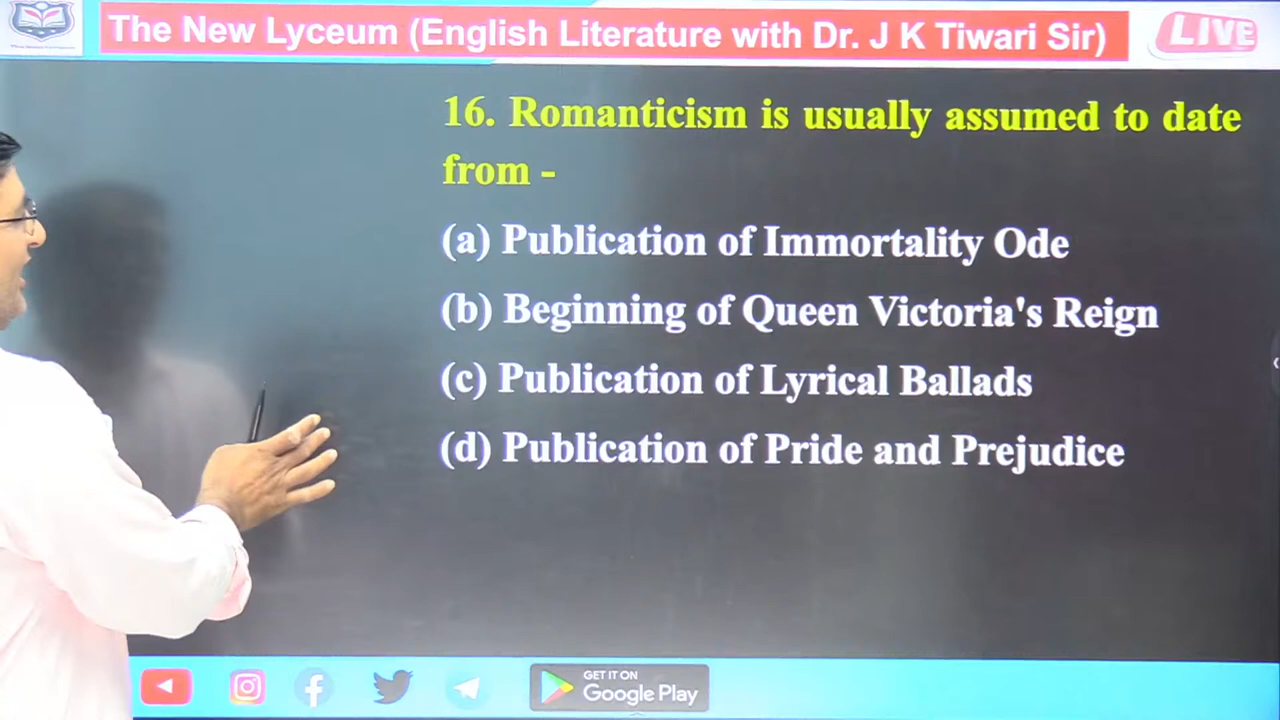 The New Lyceum (English Literature with Dr. J K Tiwari Sir)
LIVE
16. Romanticism is usually assumed to date
from -
(a) Publication of Immortality Ode
(b) Beginning of Queen Victoria's Reign
(c) Publication of Lyrical Ballads
(d) Publication of Pride and Prejudice
GET IT ON
Google Play